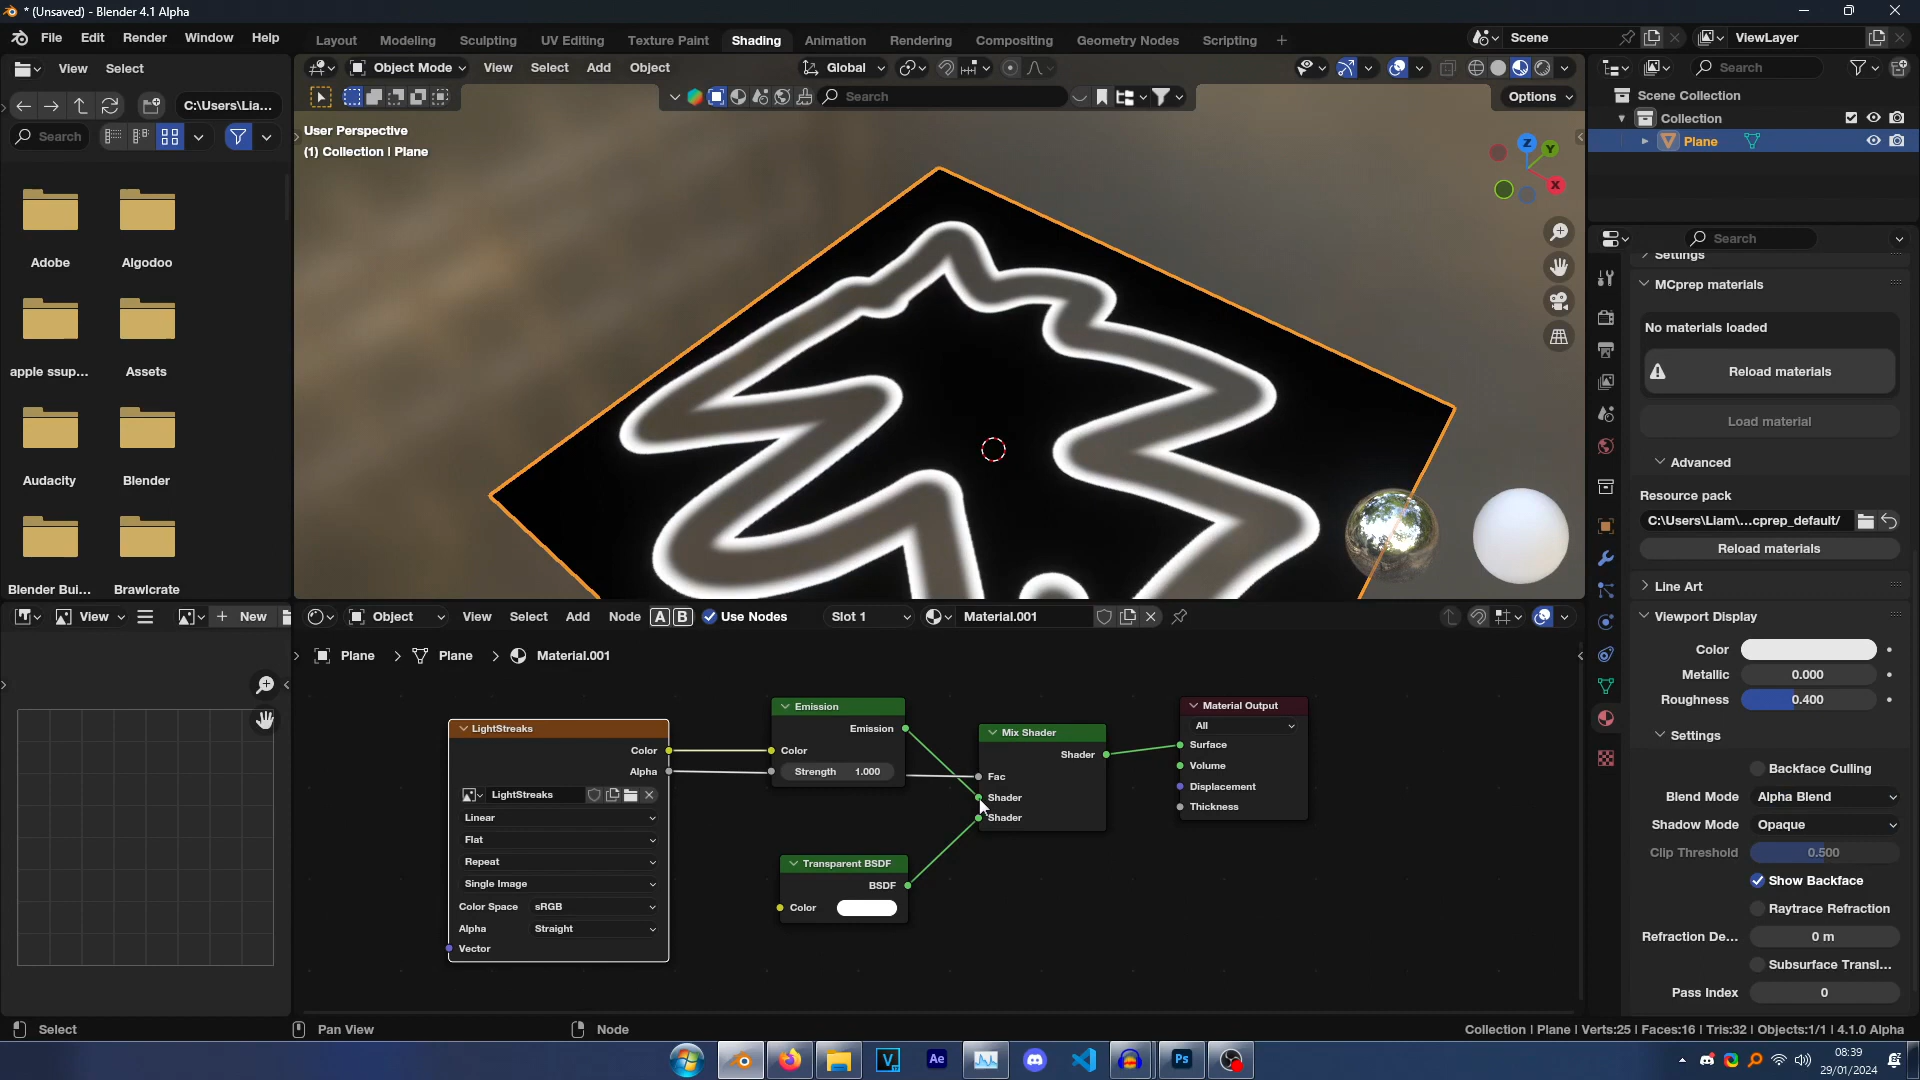 * (Unsaved) - Blender 4.1 Alpha
File Edit Render Window Help
Layout Modeling Sculpting UV Editing Texture Paint Shading Animation Rendering Compositing Geometry Nodes Scripting +
Scene
ViewLayer
View Select
Object Mode View Select Add Object
Global
Search
C:\Users\Lia...
Search
Search
Options
Scene Collection
Collection
Plane
User Perspective
(1) Collection | Plane
Z
Y
X
Adobe
Algodoo
apple ssup...
Assets
Audacity
Blender
Blender Bui...
Brawlcrate
Search
Settings
MCprep materials
No materials loaded
Reload materials
Load material
Advanced
Resource pack
C:\Users\Liam\...cprep_default/
Reload materials
Line Art
Viewport Display
Color
Metallic 0.000
Roughness 0.400
Settings
Backface Culling
Blend Mode Alpha Blend
Shadow Mode Opaque
Clip Threshold 0.500
Show Backface
Raytrace Refraction
Refraction De... 0 m
Subsurface Transl...
Pass Index 0
View
+ New
Object View Select Add Node A B Use Nodes Slot 1 Material.001
Plane > Plane > Material.001
LightStreaks
Color
Alpha
LightStreaks
Linear
Flat
Repeat
Single Image
Color Space sRGB
Alpha Straight
Vector
Emission
Emission
Color
Strength 1.000
Transparent BSDF
BSDF
Color
Mix Shader
Shader
Fac
Shader
Shader
Material Output
All
Surface
Volume
Displacement
Thickness
Select
Pan View
Node
Collection | Plane | Verts:25 | Faces:16 | Tris:32 | Objects:1/1 | 4.1.0 Alpha
V
Ae
Ps
08:39
29/01/2024